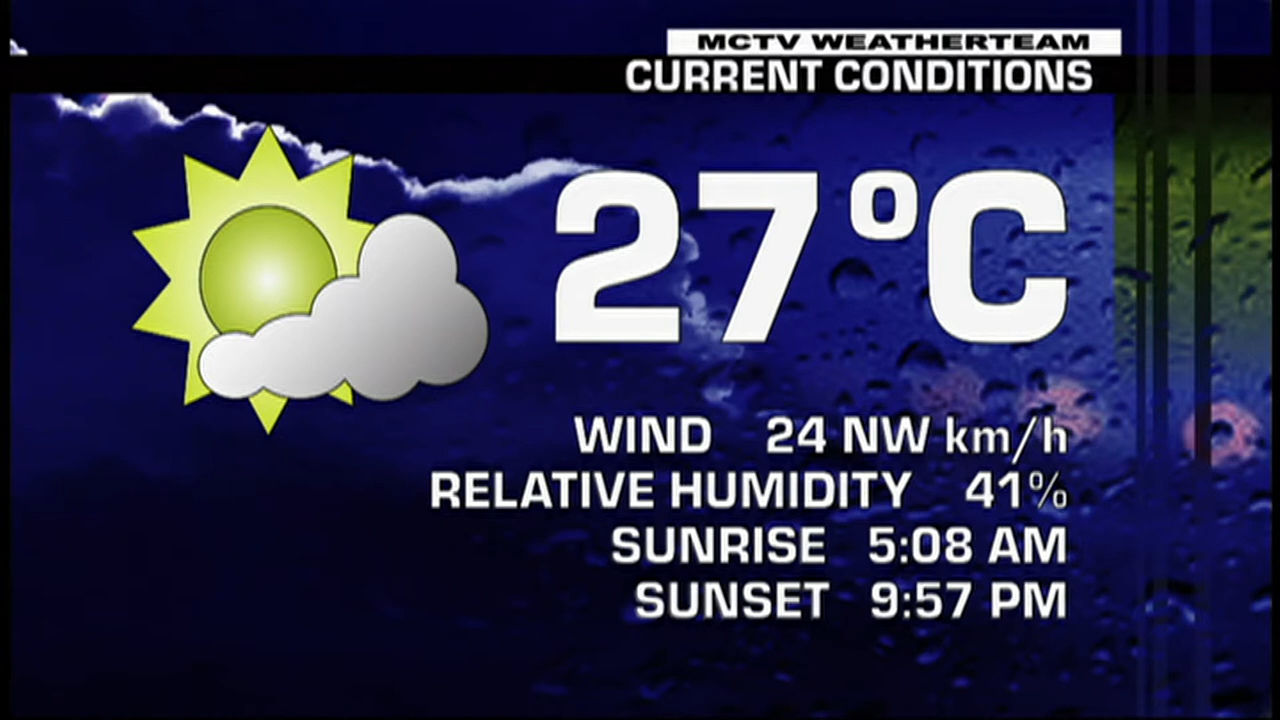 MCTV WEATHERTEAM
CURRENT CONDITIONS
27°C
WIND 24 NW km/h
RELATIVE HUMIDITY 41%
SUNRISE 5:08 AM
SUNSET 9:57 PM